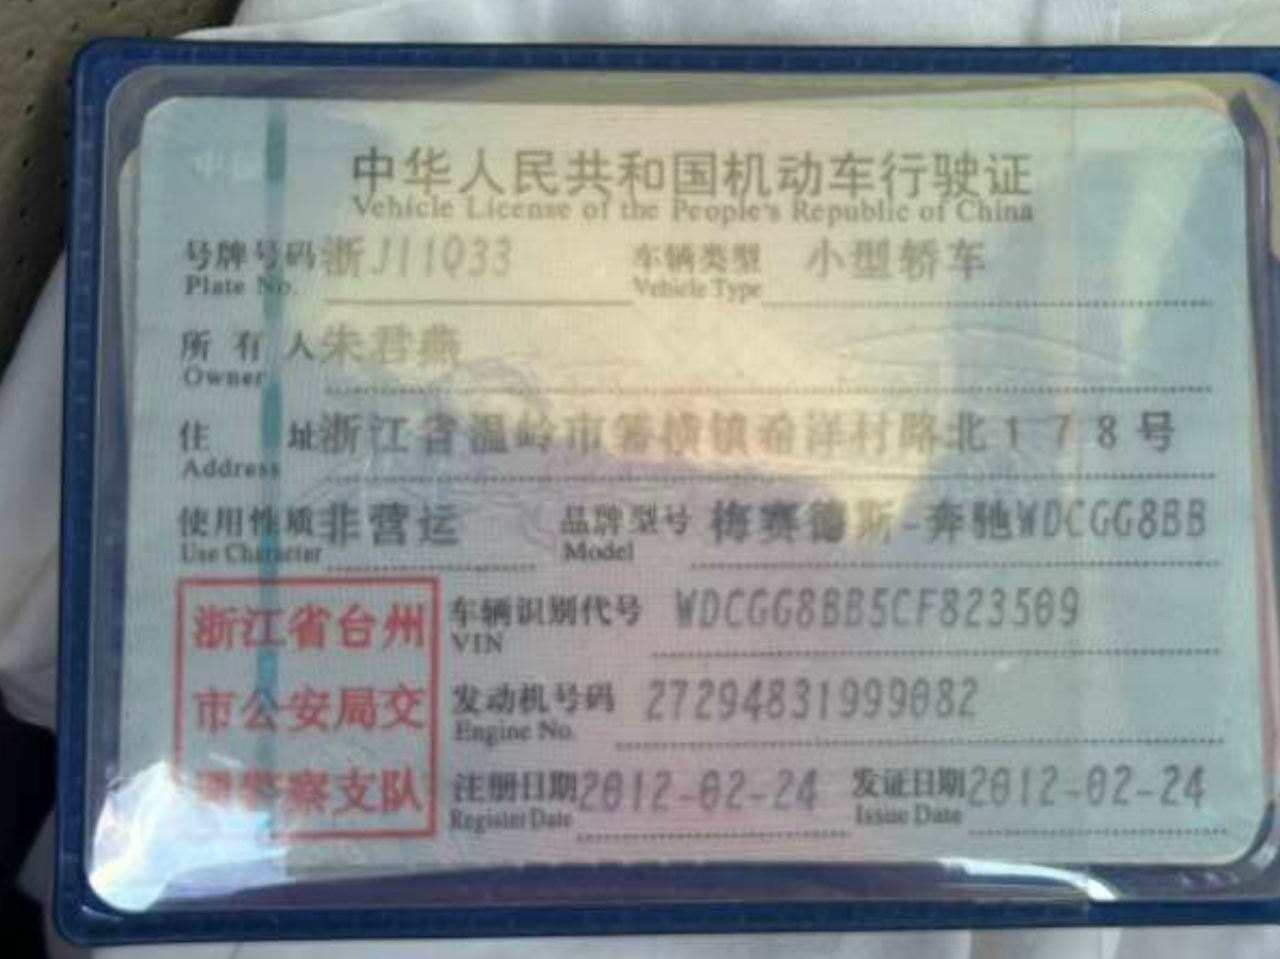 中华人民共和国机动车行驶证
Vehicle License of the People's Republic of China
号牌号码 浙J11Q33 车辆类型 小型轿车
Plate No. Vehicle Type
所有人 朱君燕
Owner
住址 浙江省温岭市箬横镇 洋村路北178号
Address
使用性质 非营运 品牌型号 梅赛德斯-奔驰WDCGG8BB
Use Character Model
浙江省台州
市公安局交
通警察支队
车辆识别代号 WDCGG8BB5CF823509
VIN
发动机号码 27294831999082
Engine No.
注册日期 2012-02-24 发证日期 2012-02-24
Register Date Issue Date